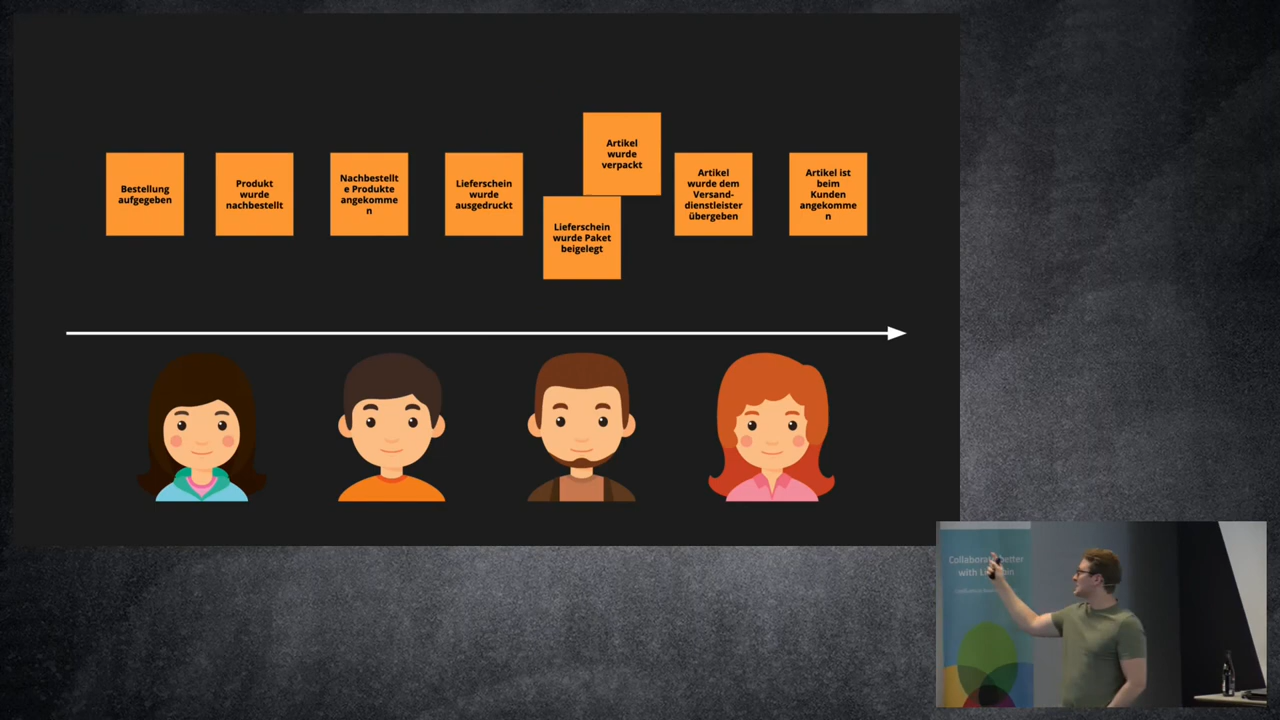 Bestellung
aufgegeben
Produkt
wurde
nachbestellt
Nachbestellt
e Produkte
angekomme
n
Lieferschein
wurde
ausgedruckt
Artikel
wurde
verpackt
Lieferschein
wurde Paket
beigelegt
Artikel
wurde dem
Versand-
dienstleister
übergeben
Artikel ist
beim
Kunden
angekomme
n